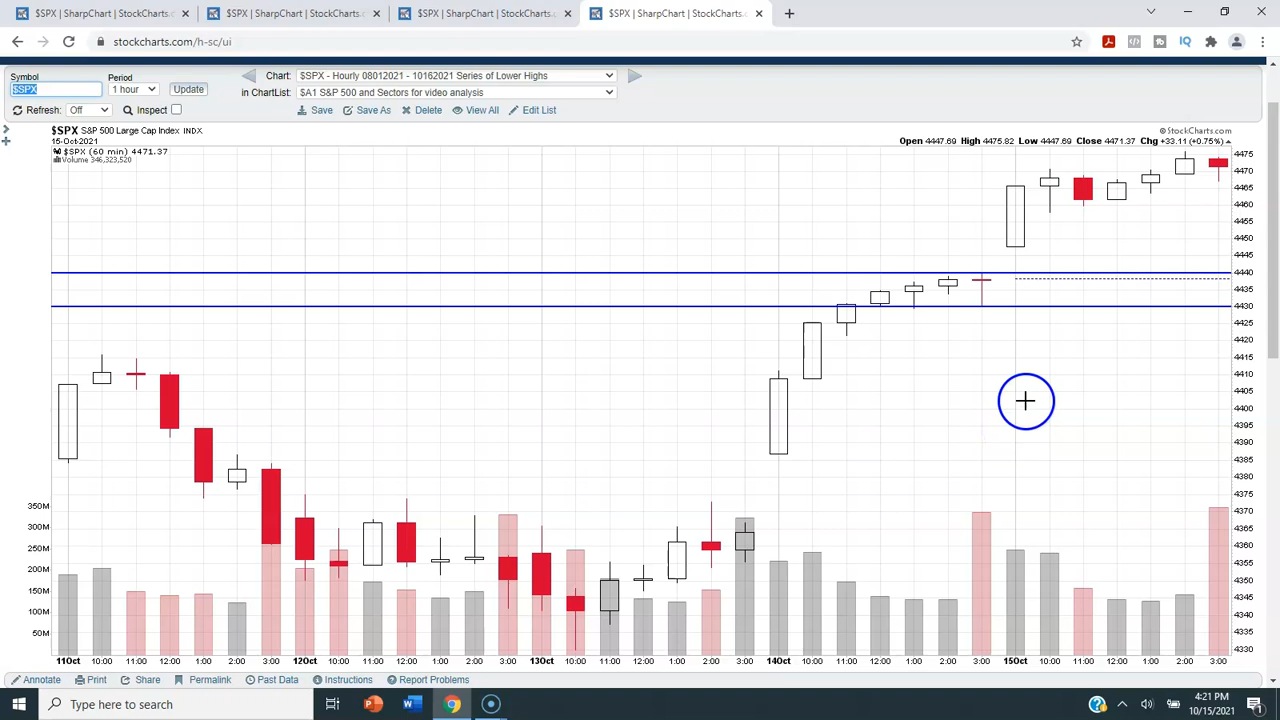 $SPX | SharpChart | StockCharts.c
$SPX | SharpChart | StockCharts.c
$SPX | SharpChart | StockCharts.c
$SPX | SharpChart | StockCharts.c
stockcharts.com/h-sc/ui
Symbol Period Chart: $SPX - Hourly 08012021 - 10162021 Series of Lower Highs
$SPX 1 hour Update in ChartList: $A1 S&P 500 and Sectors for video analysis
Refresh: Off Inspect Save Save As Delete View All Edit List
$SPX S&P 500 Large Cap Index INDX © StockCharts.com
15-Oct-2021 Open 4447.69 High 4475.82 Low 4447.69 Close 4471.37 Chg +33.11 (+0.75%)
$SPX (60 min) 4471.37
Volume 346,323,520
4475
4470
4465
4460
4455
4450
4445
4440
4435
4430
4425
4420
4415
4410
4405
4400
4395
4390
4385
4380
4375
350M 4370
4365
300M 4360
4355
250M
4350
200M
4345
150M
100M 4340
50M 4335
4330
11Oct 10:00 11:00 12:00 1:00 2:00 3:00 12Oct 10:00 11:00 12:00 1:00 2:00 3:00 13Oct 10:00 11:00 12:00 1:00 2:00 3:00 14Oct 10:00 11:00 12:00 1:00 2:00 3:00 15Oct 10:00 11:00 12:00 1:00 2:00 3:00
Annotate Print Share Permalink Past Data Instructions Report Problems
Type here to search
4:21 PM
10/15/2021